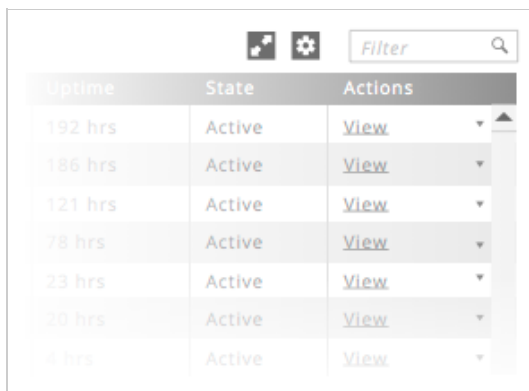 Filter
Uptime State Actions
192 hrs Active View
186 hrs Active View
121 hrs Active View
78 hrs Active View
23 hrs Active View
20 hrs Active View
4 hrs Active View